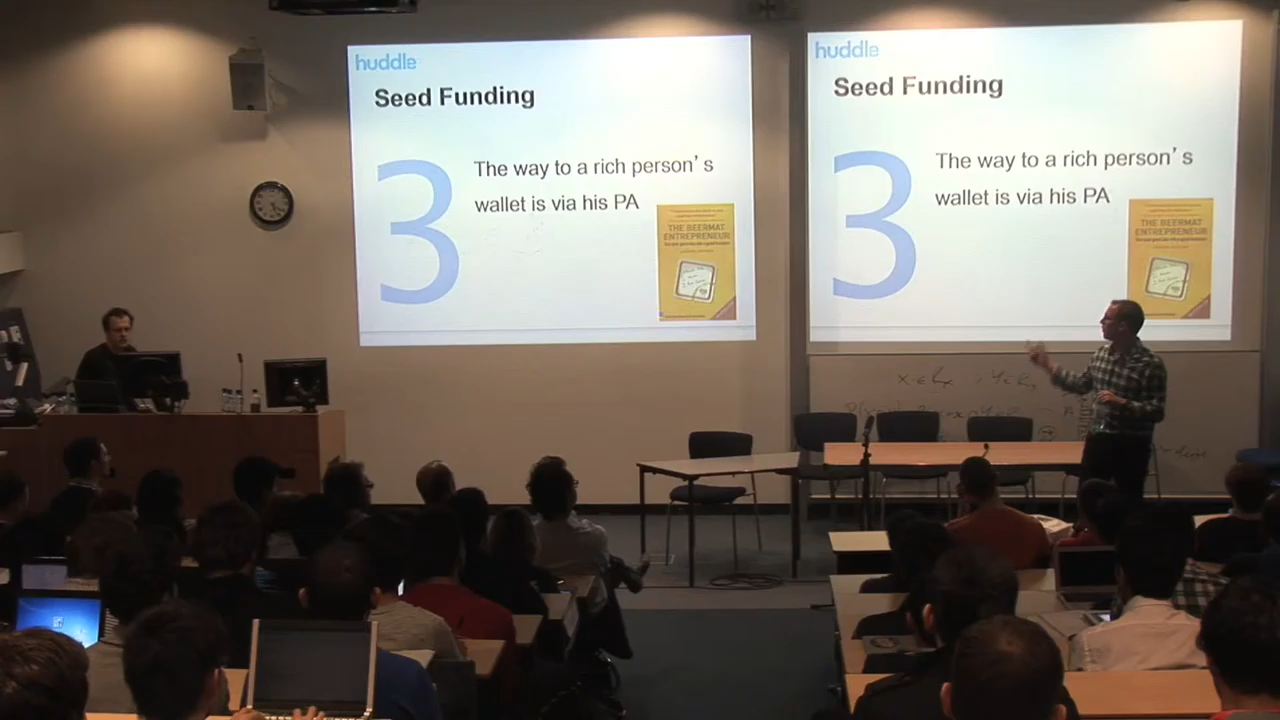 huddle
Seed Funding
3
The way to a rich person's
wallet is via his PA
THE BEERMAT
ENTREPRENEUR
huddle
Seed Funding
3
The way to a rich person's
wallet is via his PA
THE BEERMAT
ENTREPRENEUR